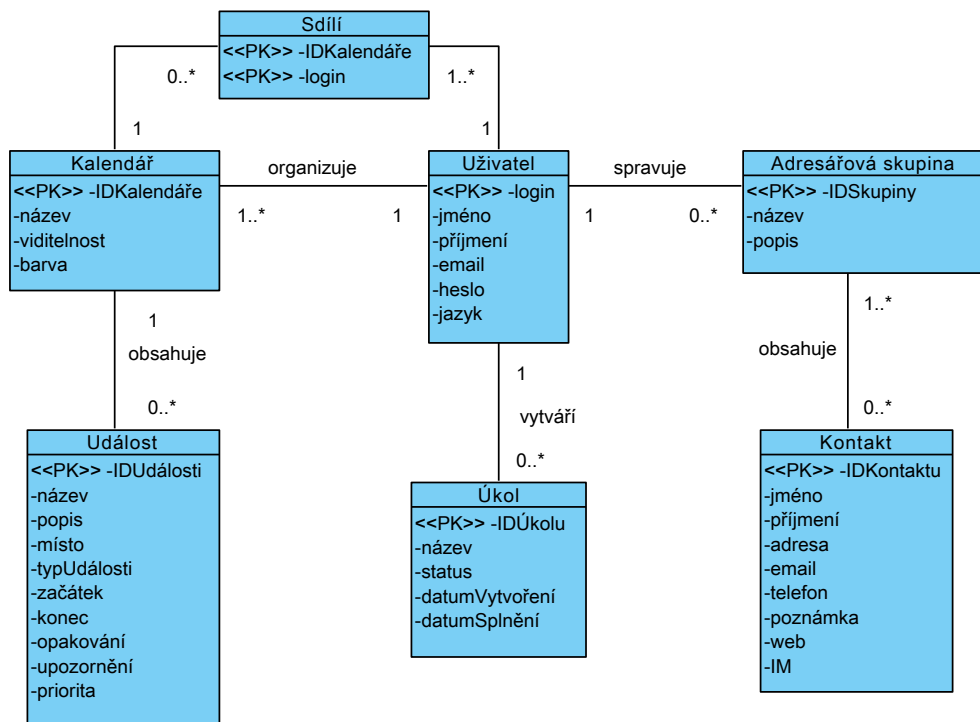 Sdílí
<<PK>> -IDKalendáře
<<PK>> -login
0..*
1..*
1
1
Kalendář
<<PK>> -IDKalendáře
-název
-viditelnost
-barva
organizuje
1..*
1
Uživatel
<<PK>> -login
-jméno
-příjmení
-email
-heslo
-jazyk
spravuje
1
0..*
Adresářová skupina
<<PK>> -IDSkupiny
-název
-popis
1
obsahuje
0..*
1
vytváří
0..*
1..*
obsahuje
0..*
Událost
<<PK>> -IDUdálosti
-název
-popis
-místo
-typUdálosti
-začátek
-konec
-opakování
-upozornění
-priorita
Úkol
<<PK>> -IDÚkolu
-název
-status
-datumVytvoření
-datumSplnění
Kontakt
<<PK>> -IDKontaktu
-jméno
-příjmení
-adresa
-email
-telefon
-poznámka
-web
-IM